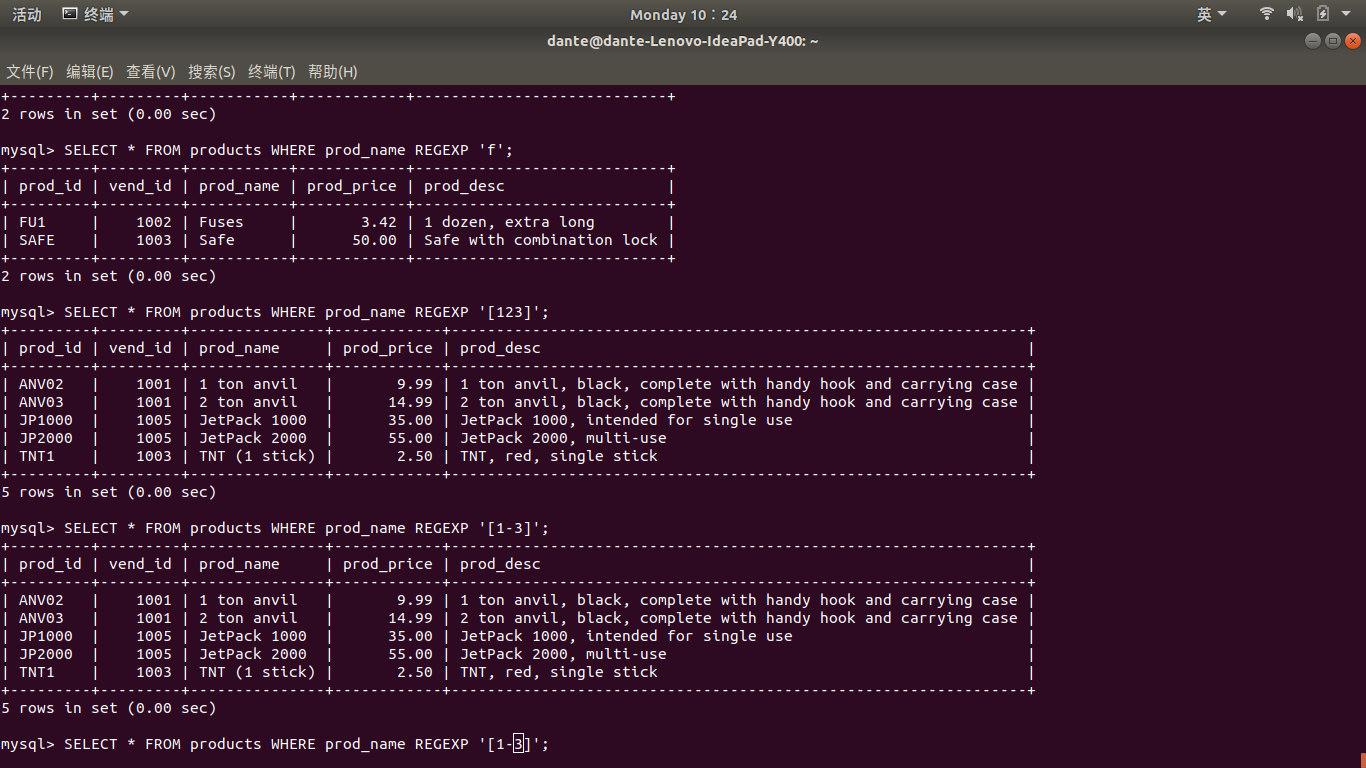 活动 终端 Monday 10：24 英
dante@dante-Lenovo-IdeaPad-Y400: ~
文件(F) 编辑(E) 查看(V) 搜索(S) 终端(T) 帮助(H)
+---------+---------+-----------+------------+----------------------------+
2 rows in set (0.00 sec)
mysql> SELECT * FROM products WHERE prod_name REGEXP 'f';
+---------+---------+-----------+------------+----------------------------+
| prod_id | vend_id | prod_name | prod_price | prod_desc                  |
+---------+---------+-----------+------------+----------------------------+
| FU1     |    1002 | Fuses     |       3.42 | 1 dozen, extra long        |
| SAFE    |    1003 | Safe      |      50.00 | Safe with combination lock |
+---------+---------+-----------+------------+----------------------------+
2 rows in set (0.00 sec)
mysql> SELECT * FROM products WHERE prod_name REGEXP '[123]';
+---------+---------+---------------+------------+----------------------------------------------------------------+
| prod_id | vend_id | prod_name     | prod_price | prod_desc                                                      |
+---------+---------+---------------+------------+----------------------------------------------------------------+
| ANV02   |    1001 | 1 ton anvil   |       9.99 | 1 ton anvil, black, complete with handy hook and carrying case |
| ANV03   |    1001 | 2 ton anvil   |      14.99 | 2 ton anvil, black, complete with handy hook and carrying case |
| JP1000  |    1005 | JetPack 1000  |      35.00 | JetPack 1000, intended for single use                          |
| JP2000  |    1005 | JetPack 2000  |      55.00 | JetPack 2000, multi-use                                        |
| TNT1    |    1003 | TNT (1 stick) |       2.50 | TNT, red, single stick                                         |
+---------+---------+---------------+------------+----------------------------------------------------------------+
5 rows in set (0.00 sec)
mysql> SELECT * FROM products WHERE prod_name REGEXP '[1-3]';
+---------+---------+---------------+------------+----------------------------------------------------------------+
| prod_id | vend_id | prod_name     | prod_price | prod_desc                                                      |
+---------+---------+---------------+------------+----------------------------------------------------------------+
| ANV02   |    1001 | 1 ton anvil   |       9.99 | 1 ton anvil, black, complete with handy hook and carrying case |
| ANV03   |    1001 | 2 ton anvil   |      14.99 | 2 ton anvil, black, complete with handy hook and carrying case |
| JP1000  |    1005 | JetPack 1000  |      35.00 | JetPack 1000, intended for single use                          |
| JP2000  |    1005 | JetPack 2000  |      55.00 | JetPack 2000, multi-use                                        |
| TNT1    |    1003 | TNT (1 stick) |       2.50 | TNT, red, single stick                                         |
+---------+---------+---------------+------------+----------------------------------------------------------------+
5 rows in set (0.00 sec)
mysql> SELECT * FROM products WHERE prod_name REGEXP '[1-3]';